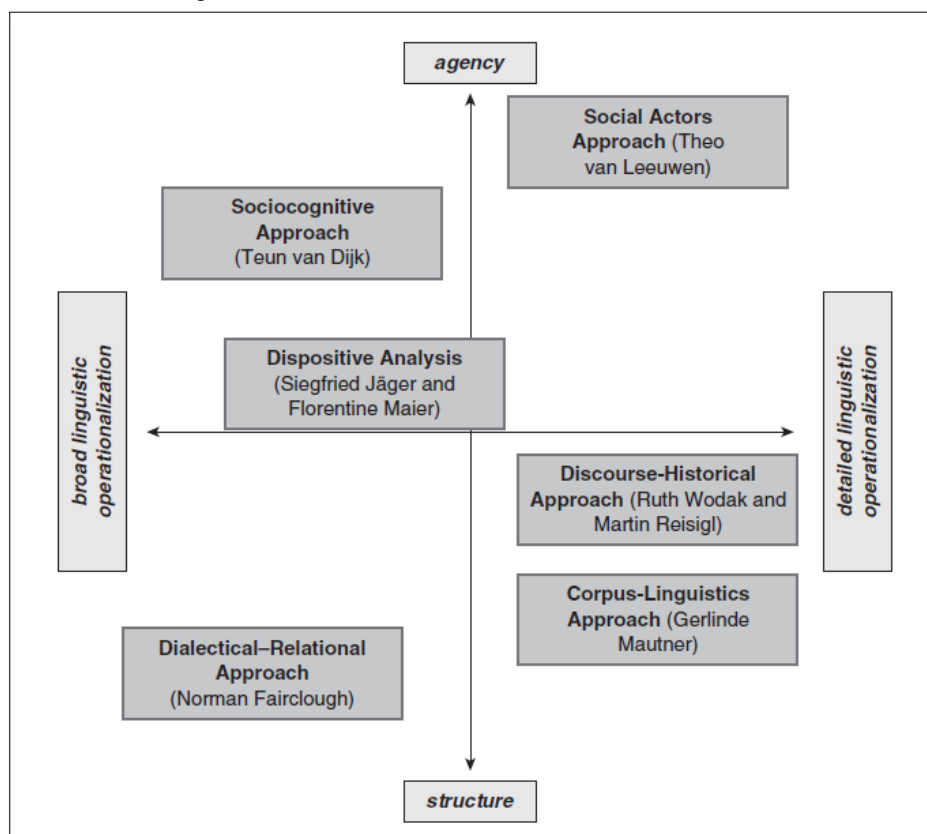 agency
Social Actors
Approach (Theo
van Leeuwen)
Sociocognitive
Approach
(Teun van Dijk)
broad linguistic
operationalization
detailed linguistic
operationalization
Dispositive Analysis
(Siegfried Jäger and
Florentine Maier)
Discourse-Historical
Approach (Ruth Wodak and
Martin Reisigl)
Corpus-Linguistics
Approach (Gerlinde
Mautner)
Dialectical–Relational
Approach
(Norman Fairclough)
structure